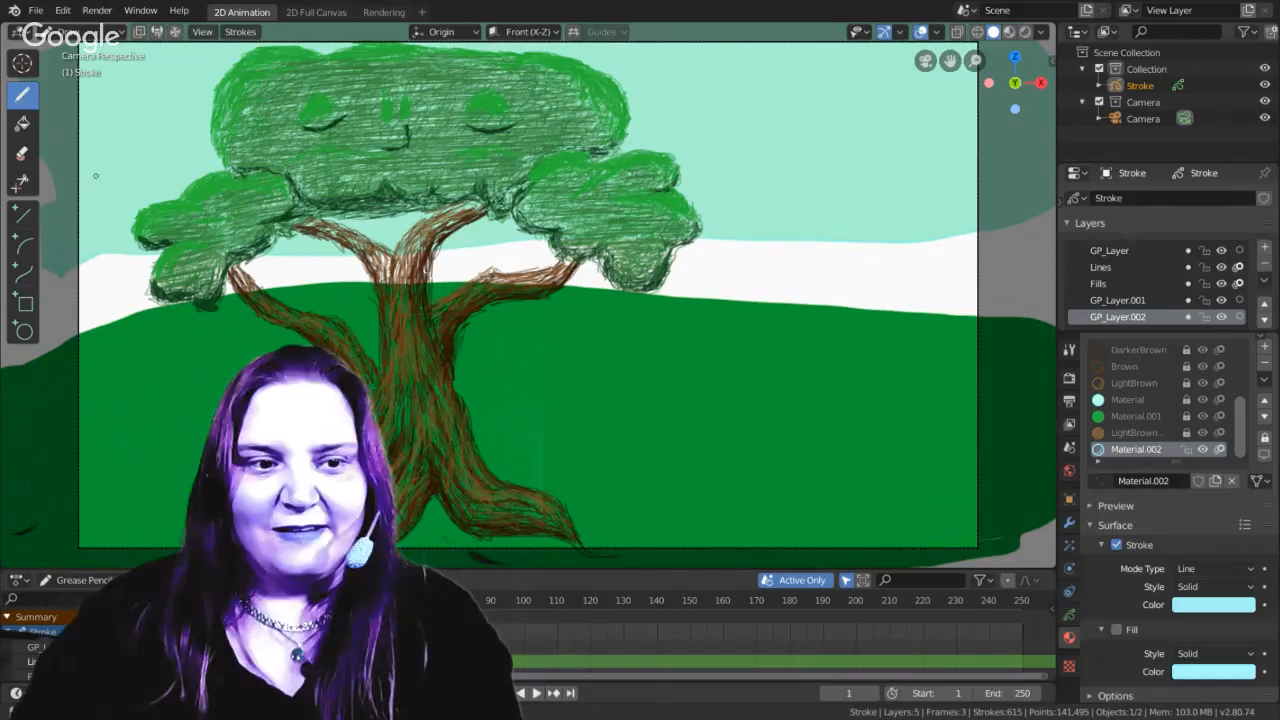 File Edit Render Window Help 2D Animation 2D Full Canvas Rendering + Scene View Layer
Google
View Strokes Origin Front (X-Z) Guides
Camera Perspective
(1) Stroke
Z
Y
X
Scene Collection
Collection
Stroke
Camera
Camera
Stroke Stroke
Stroke
Layers
GP_Layer
Lines
Fills
GP_Layer.001
GP_Layer.002
DarkerBrown
Brown
LightBrown
Material
Material.001
LightBrown...
Material.002
Material.002
Preview
Surface
Stroke
Mode Type Line
Style Solid
Color
Fill
Style Solid
Color
Options
Grease Pencil Active Only
90 100 110 120 130 140 150 160 170 180 190 200 210 220 230 240 250
Summary
Stroke
1 Start: 1 End: 250
Stroke | Layers:5 | Frames:3 | Strokes:615 | Points:141,495 | Objects:1/2 | Mem: 103.0 MB | v2.80.74